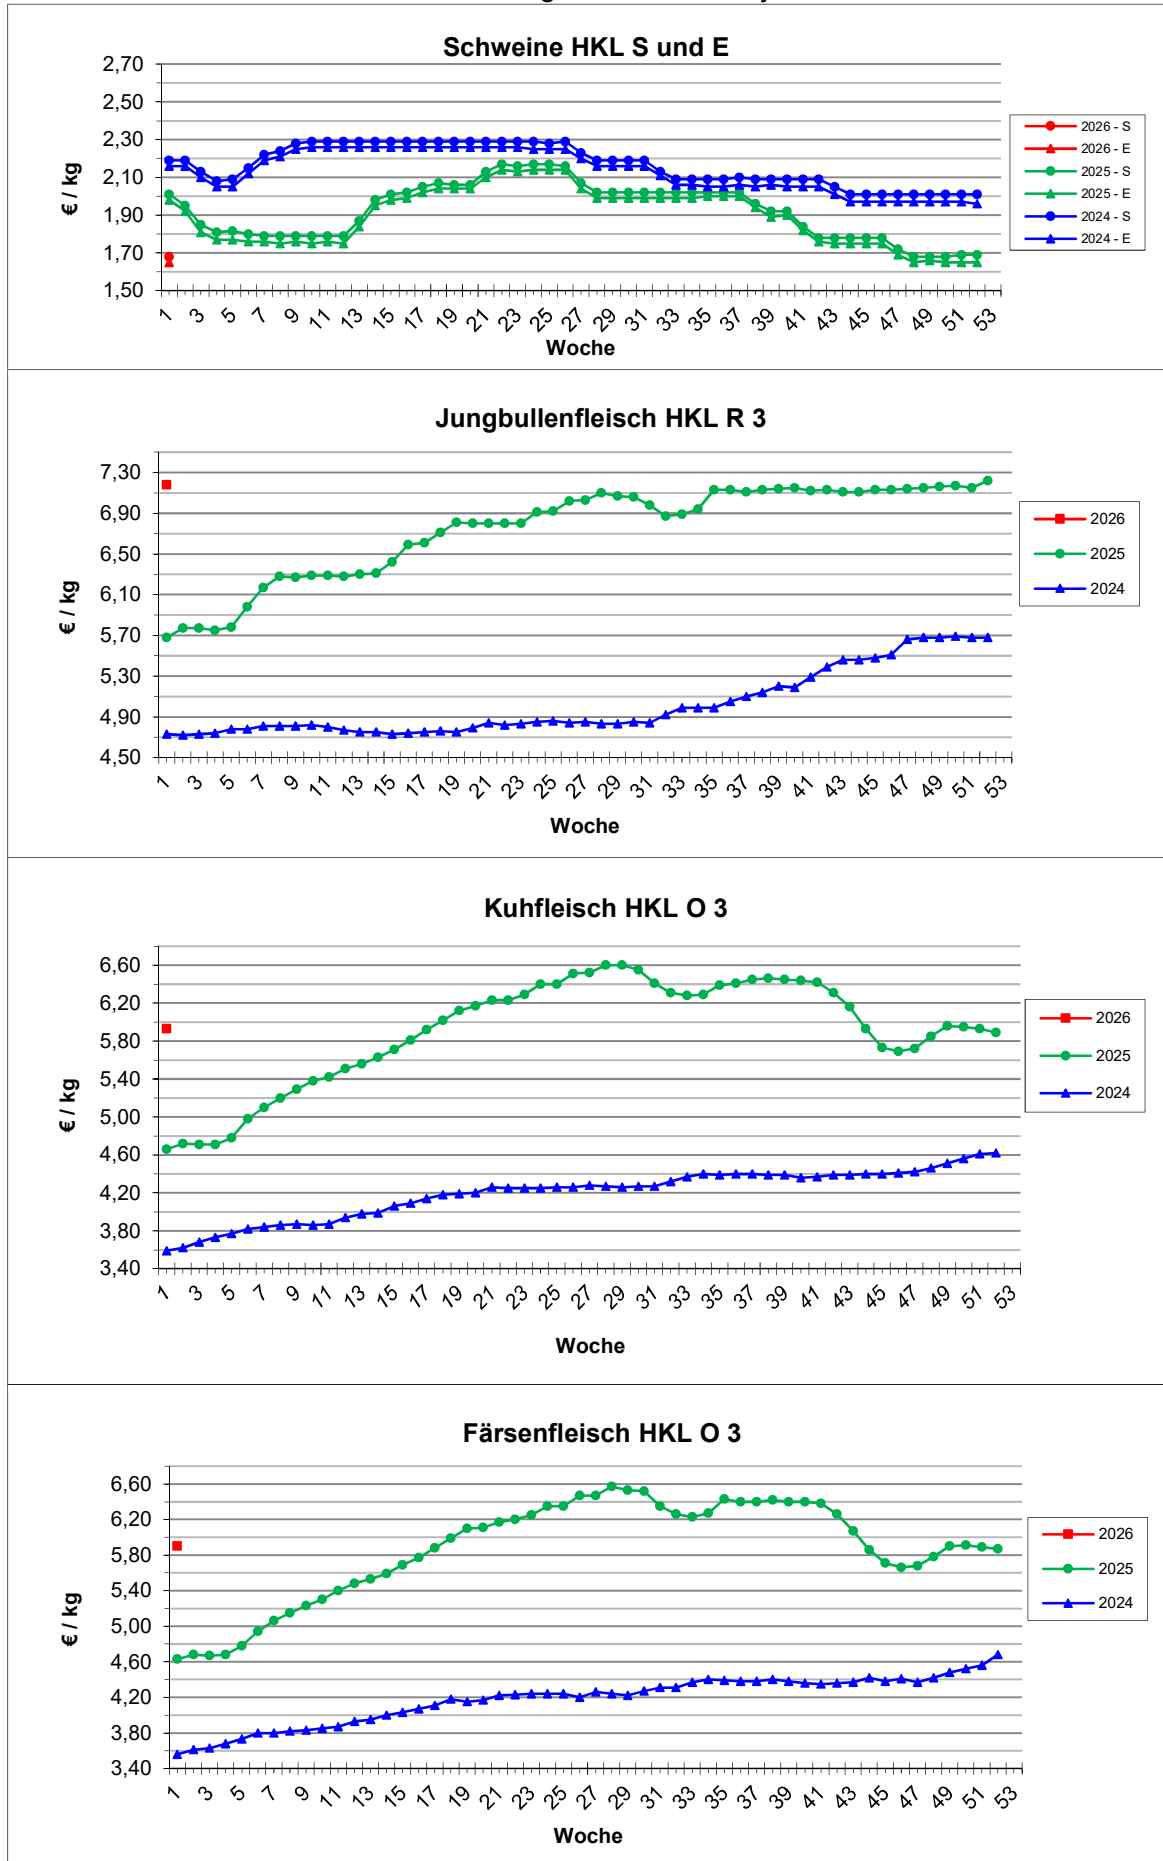 Schweine HKL S und E
€ / kg
2,70
2,50
2,30
2,10
1,90
1,70
1,50
1 3 5 7 9 11 13 15 17 19 21 23 25 27 29 31 33 35 37 39 41 43 45 47 49 51 53
Woche
2026 - S
2026 - E
2025 - S
2025 - E
2024 - S
2024 - E
Jungbullenfleisch HKL R 3
€ / kg
7,30
6,90
6,50
6,10
5,70
5,30
4,90
4,50
1 3 5 7 9 11 13 15 17 19 21 23 25 27 29 31 33 35 37 39 41 43 45 47 49 51 53
Woche
2026
2025
2024
Kuhfleisch HKL O 3
€ / kg
6,60
6,20
5,80
5,40
5,00
4,60
4,20
3,80
3,40
1 3 5 7 9 11 13 15 17 19 21 23 25 27 29 31 33 35 37 39 41 43 45 47 49 51 53
Woche
2026
2025
2024
Färsenfleisch HKL O 3
€ / kg
6,60
6,20
5,80
5,40
5,00
4,60
4,20
3,80
3,40
1 3 5 7 9 11 13 15 17 19 21 23 25 27 29 31 33 35 37 39 41 43 45 47 49 51 53
Woche
2026
2025
2024